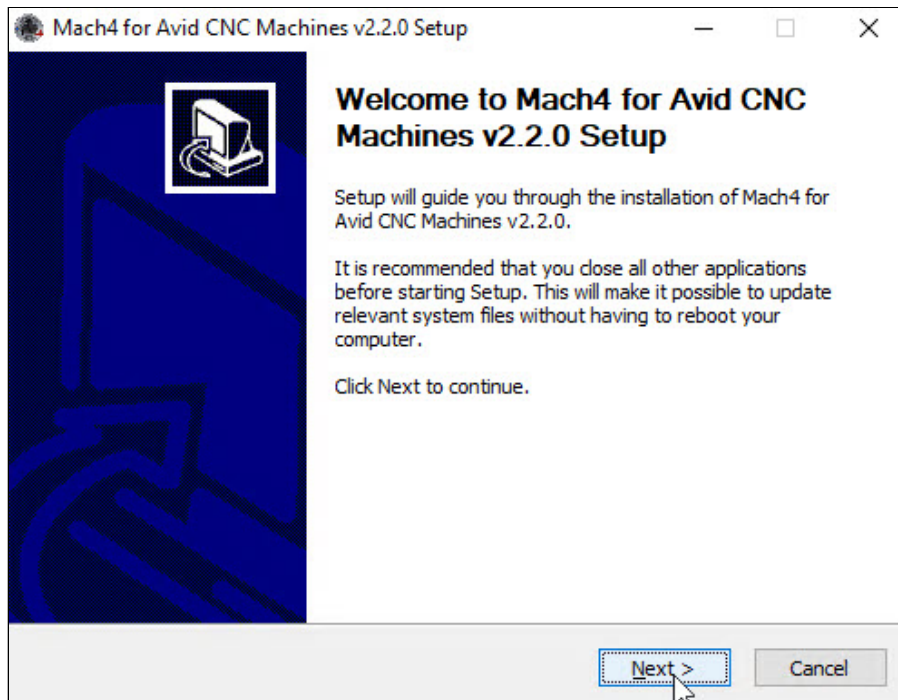 Mach4 for Avid CNC Machines v2.2.0 Setup
Welcome to Mach4 for Avid CNC
Machines v2.2.0 Setup
Setup will guide you through the installation of Mach4 for
Avid CNC Machines v2.2.0.
It is recommended that you close all other applications
before starting Setup. This will make it possible to update
relevant system files without having to reboot your
computer.
Click Next to continue.
Next >
Cancel